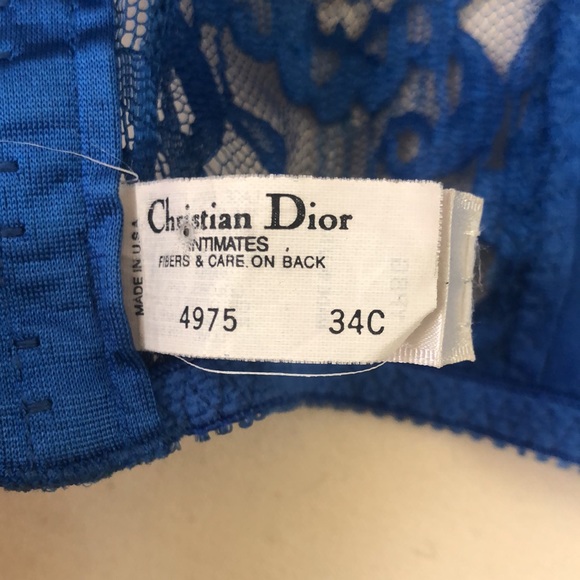 Christian Dior
INTIMATES
FIBERS & CARE ON BACK
4975 34C
MADE IN U.S.A.